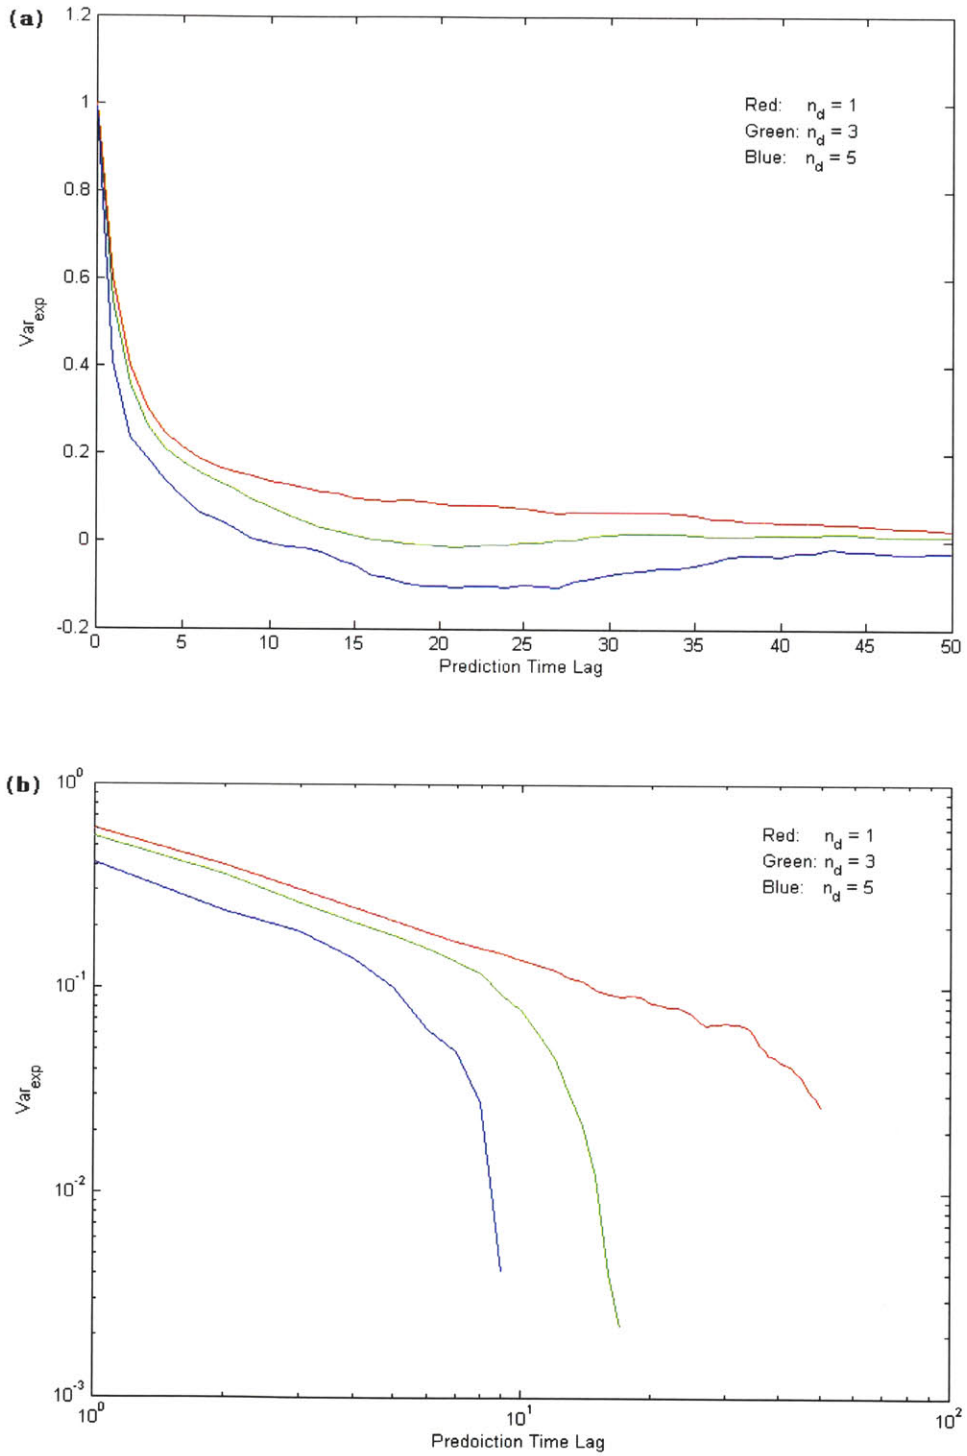 (a)
1.2
1
0.8
0.6
0.4
0.2
0
-0.2
Var_exp
Red: n_d = 1
Green: n_d = 3
Blue: n_d = 5
0 5 10 15 20 25 30 35 40 45 50
Prediction Time Lag
(b)
10^0
10^-1
10^-2
10^-3
Var_exp
Red: n_d = 1
Green: n_d = 3
Blue: n_d = 5
10^0 10^1 10^2
Predoiction Time Lag